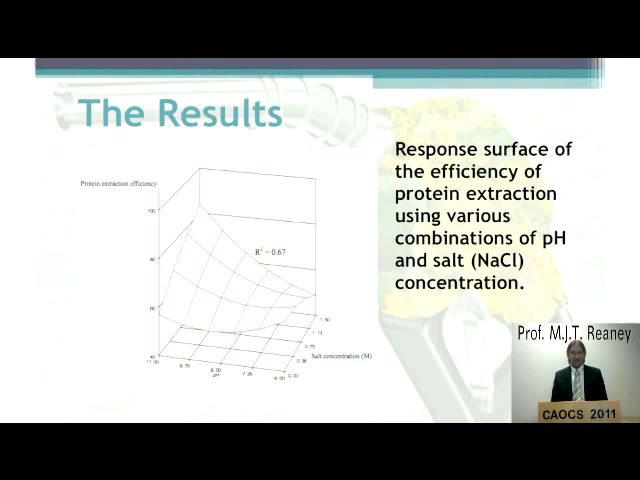 The Results
Response surface of
the efficiency of
protein extraction
using various
combinations of pH
and salt (NaCl)
concentration.
Protein extraction efficiency
100
80
60
40
R² = 0.67
11.00
9.75
8.50
7.25
6.00
pH
0.00
0.38
0.75
1.13
1.50
Salt concentration (M)
Prof. M.J.T. Reaney
CAOCS 2011